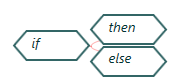 then
if
else